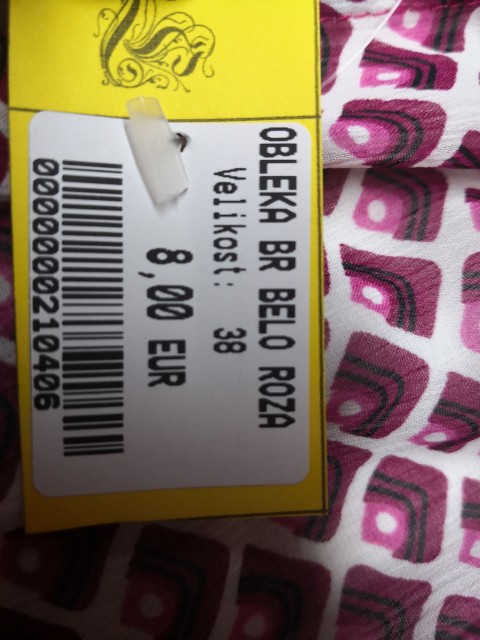 OBLEKA BR BELO ROZA
Velikost: 38
8,00 EUR
0000000210406